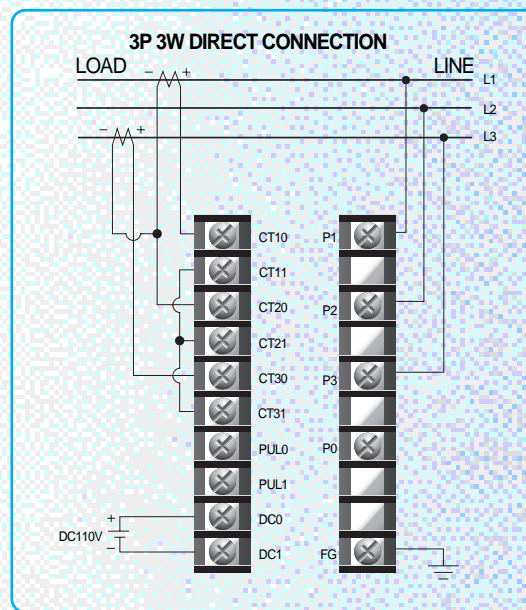 3P 3W DIRECT CONNECTION
LOAD
LINE
− +
L1
L2
− +
L3
CT10
P1
CT11
CT20
P2
CT21
CT30
P3
CT31
PUL0
P0
PUL1
+
DC0
DC110V
−
DC1
FG